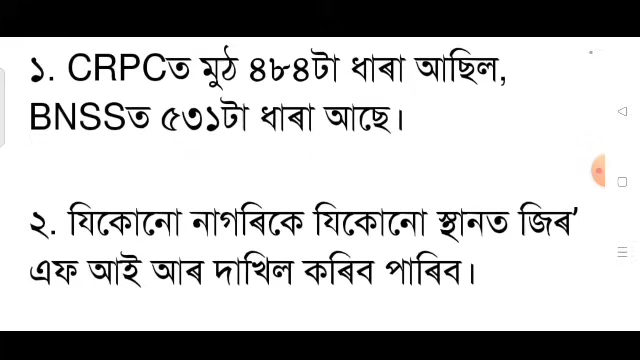 ১. CRPCত মুঠ ৪৮৪টা ধাৰা আছিল,
BNSSত ৫৩১টা ধাৰা আছে।
২. যিকোনো নাগৰিকে যিকোনো স্থানত জিৰ’
এফ আই আৰ দাখিল কৰিব পাৰিব।